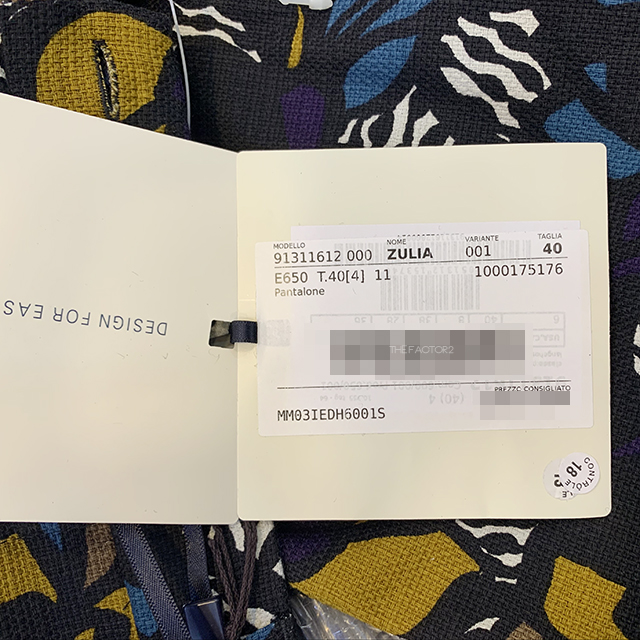 MODELLO NOME VARIANTE TAGLIA
91311612 000 ZULIA 001 40
E650 T.40[4] 11 1000175176
Pantalone
THE FACTOR2
PREZZO CONSIGLIATO
MM03IEDH6001S
DESIGN FOR EAS
CONTROLLE
18